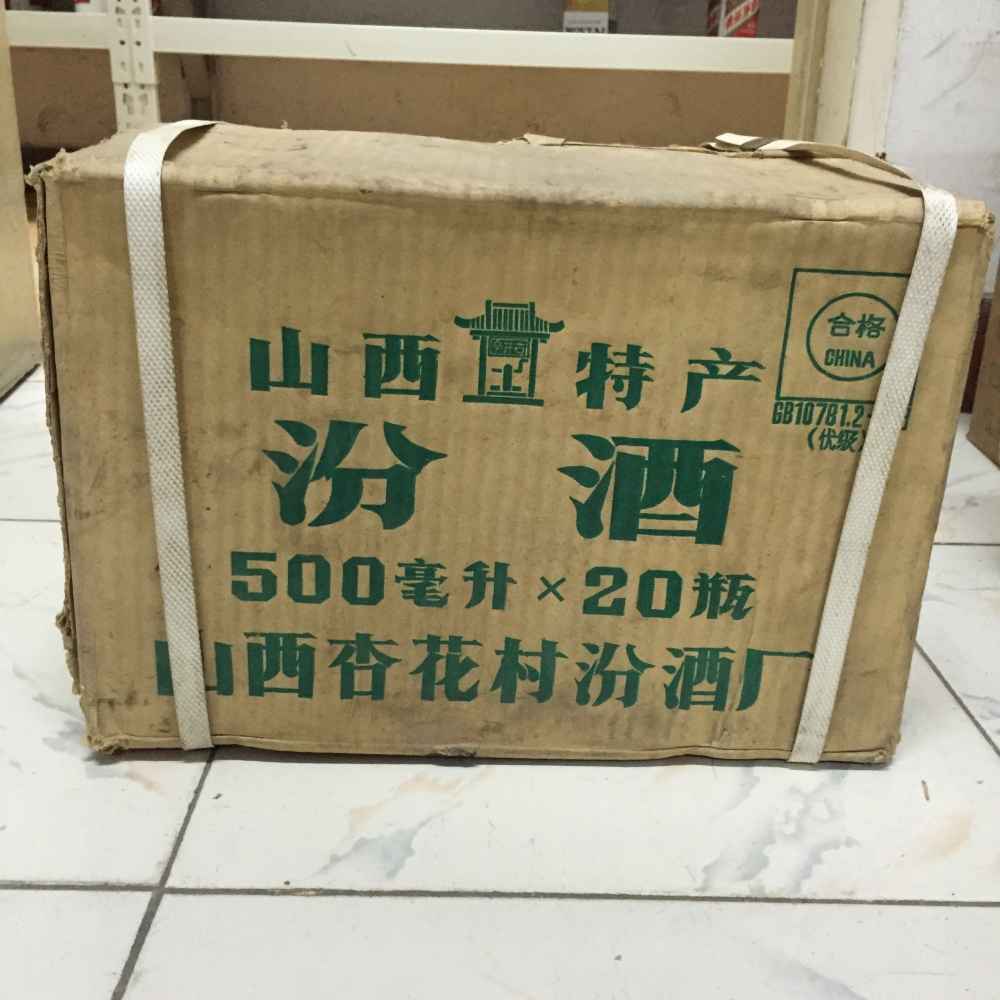 山西 特产
合格
CHINA
GB10781.2
(优级)
汾酒
500毫升×20瓶
山西杏花村汾酒厂